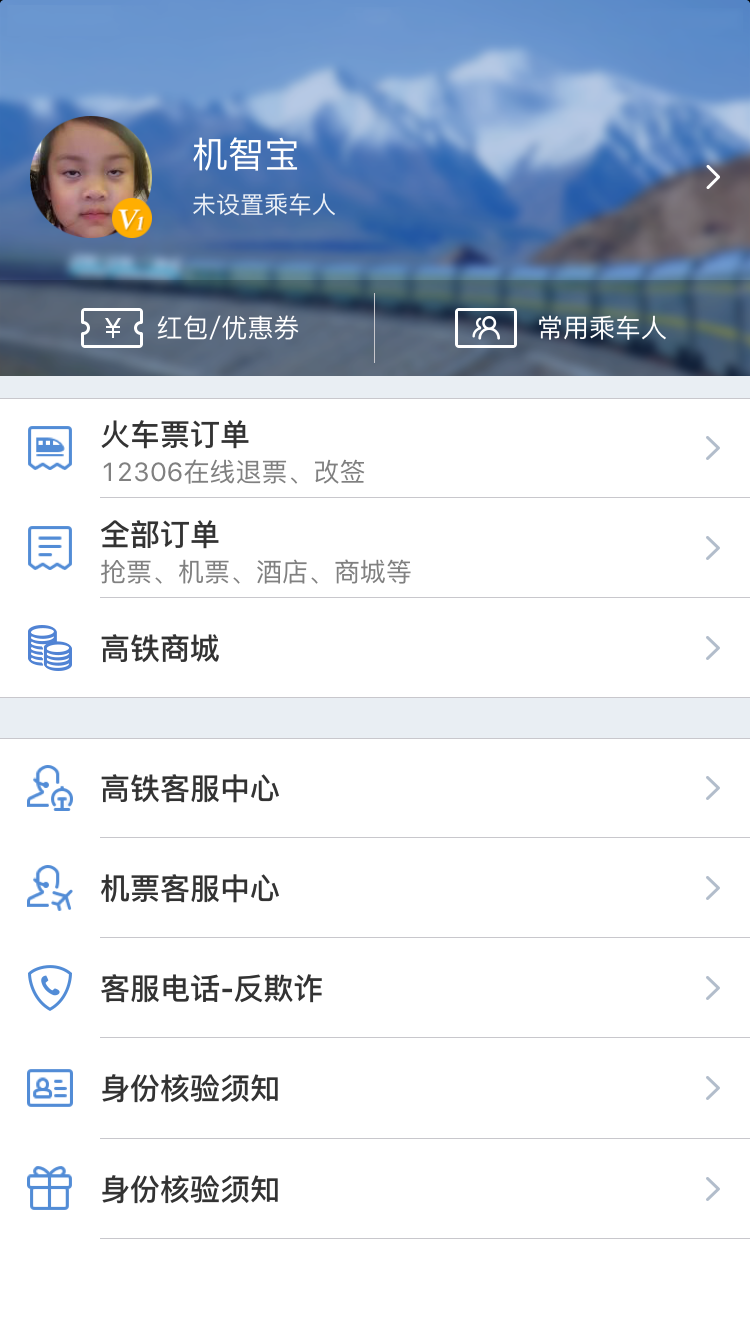 机智宝
未设置乘车人
V1
¥ 红包/优惠券
常用乘车人
火车票订单
12306在线退票、改签
全部订单
抢票、机票、酒店、商城等
高铁商城
高铁客服中心
机票客服中心
客服电话-反欺诈
身份核验须知
身份核验须知